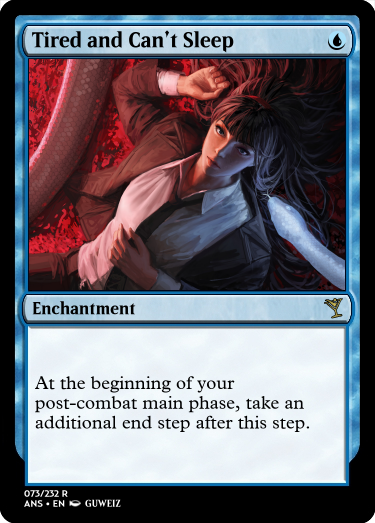 Tired and Can't Sleep
Enchantment
At the beginning of your
post-combat main phase, take an
additional end step after this step.
073/232 R
ANS • EN GUWEIZ